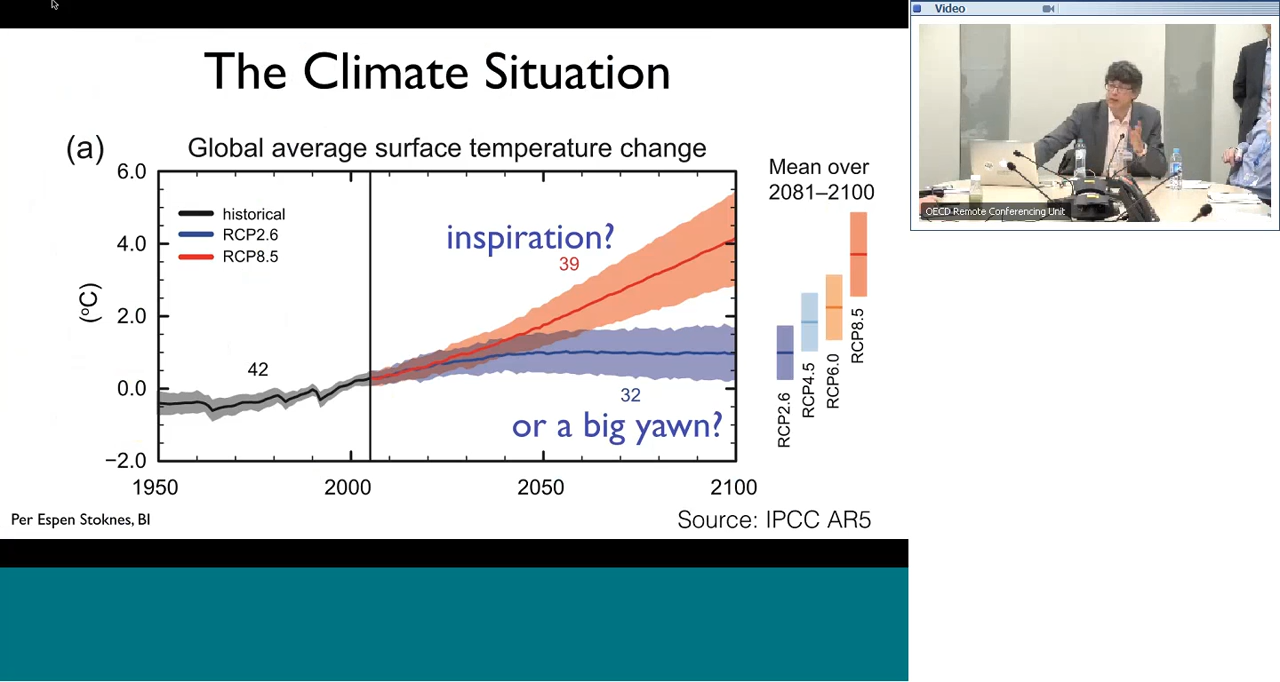 The Climate Situation
(a)
Global average surface temperature change
6.0
4.0
2.0
0.0
−2.0
(°C)
historical
RCP2.6
RCP8.5
inspiration?
39
42
32
or a big yawn?
1950
2000
2050
2100
Mean over
2081–2100
RCP2.6
RCP4.5
RCP6.0
RCP8.5
Per Espen Stoknes, BI
Source: IPCC AR5
Video
OECD Remote Conferencing Unit